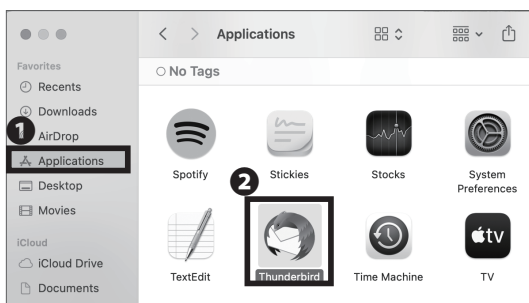 Applications
Favorites
No Tags
Recents
Downloads
1
AirDrop
Applications
Desktop
Movies
iCloud
iCloud Drive
Documents
Spotify
2
Stickies
Stocks
System
Preferences
TextEdit
Thunderbird
Time Machine
tv
TV